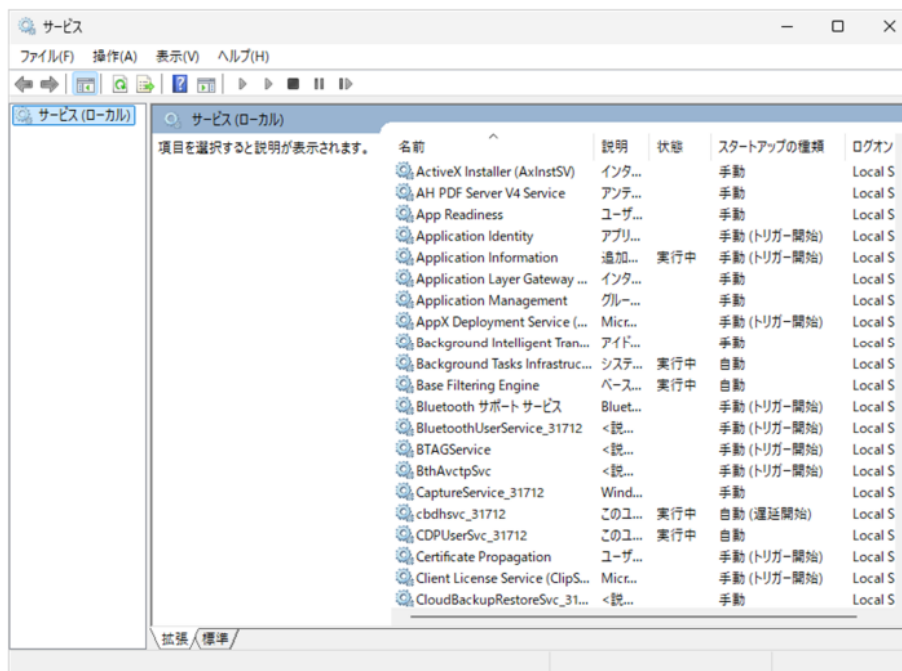 サービス
ファイル(F) 操作(A) 表示(V) ヘルプ(H)
サービス (ローカル)
サービス (ローカル)
項目を選択すると説明が表示されます。
名前 説明 状態 スタートアップの種類 ログオン
ActiveX Installer (AxInstSV) インタ... 手動 Local S
AH PDF Server V4 Service アンテ... 手動 Local S
App Readiness ユーザ... 手動 Local S
Application Identity アプリ... 手動 (トリガー開始) Local S
Application Information 追加... 実行中 手動 (トリガー開始) Local S
Application Layer Gateway ... インタ... 手動 Local S
Application Management グルー... 手動 Local S
AppX Deployment Service (... Micr... 手動 (トリガー開始) Local S
Background Intelligent Tran... アイド... 手動 Local S
Background Tasks Infrastruc... システ... 実行中 自動 Local S
Base Filtering Engine ベース... 実行中 自動 Local S
Bluetooth サポート サービス Bluet... 手動 (トリガー開始) Local S
BluetoothUserService_31712 <説... 手動 (トリガー開始) Local S
BTAGService <説... 手動 (トリガー開始) Local S
BthAvctpSvc <説... 手動 (トリガー開始) Local S
CaptureService_31712 Wind... 手動 Local S
cbdhsvc_31712 このユ... 実行中 自動 (遅延開始) Local S
CDPUserSvc_31712 このユ... 実行中 自動 Local S
Certificate Propagation ユーザ... 手動 (トリガー開始) Local S
Client License Service (ClipS... Micr... 手動 (トリガー開始) Local S
CloudBackupRestoreSvc_31... <説... 手動 Local S
拡張 標準